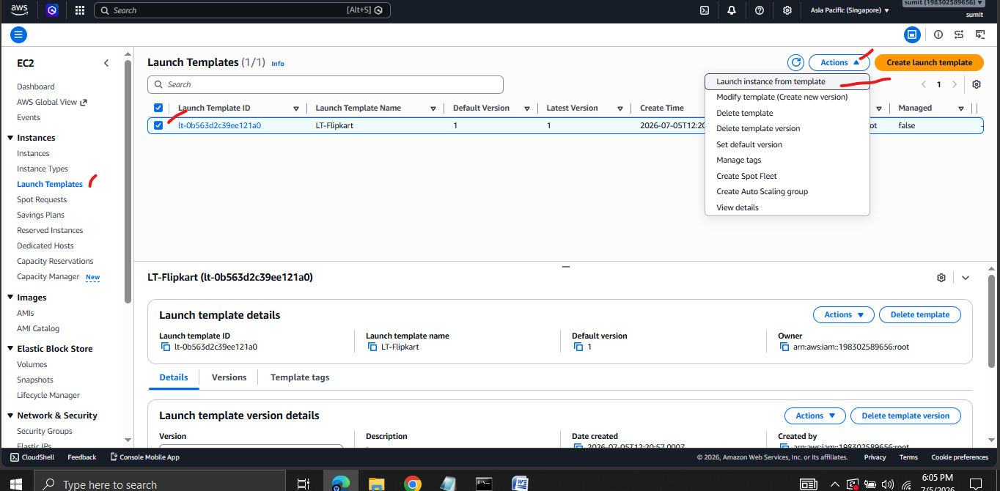 aws Search [Alt+S] Asia Pacific (Singapore) ▼ sumit (198302589656) ▼
sumit
EC2
Dashboard
AWS Global View
Events
Instances
Instances
Instance Types
Launch Templates
Spot Requests
Savings Plans
Reserved Instances
Dedicated Hosts
Capacity Reservations
Capacity Manager New
Images
AMIs
AMI Catalog
Elastic Block Store
Volumes
Snapshots
Lifecycle Manager
Network & Security
Security Groups
Elastic IPs
Launch Templates (1/1) Info
Actions Create launch template
Search
1
Launch Template ID Launch Template Name Default Version Latest Version Create Time Managed
lt-0b563d2c39ee121a0 LT-Flipkart 1 1 2026-07-05T12:20 ot false
Launch instance from template
Modify template (Create new version)
Delete template
Delete template version
Set default version
Manage tags
Create Spot Fleet
Create Auto Scaling group
View details
LT-Flipkart (lt-0b563d2c39ee121a0)
Launch template details Actions Delete template
Launch template ID Launch template name Default version Owner
lt-0b563d2c39ee121a0 LT-Flipkart 1 arn:aws:iam::198302589656:root
Details Versions Template tags
Launch template version details Actions Delete template version
Version Description Date created Created by
2026-07-05T12:20:57.000Z arn:aws:iam::198302589656:root
CloudShell Feedback Console Mobile App © 2026, Amazon Web Services, Inc. or its affiliates. Privacy Terms Cookie preferences
Type here to search 6:05 PM
7/5/2026